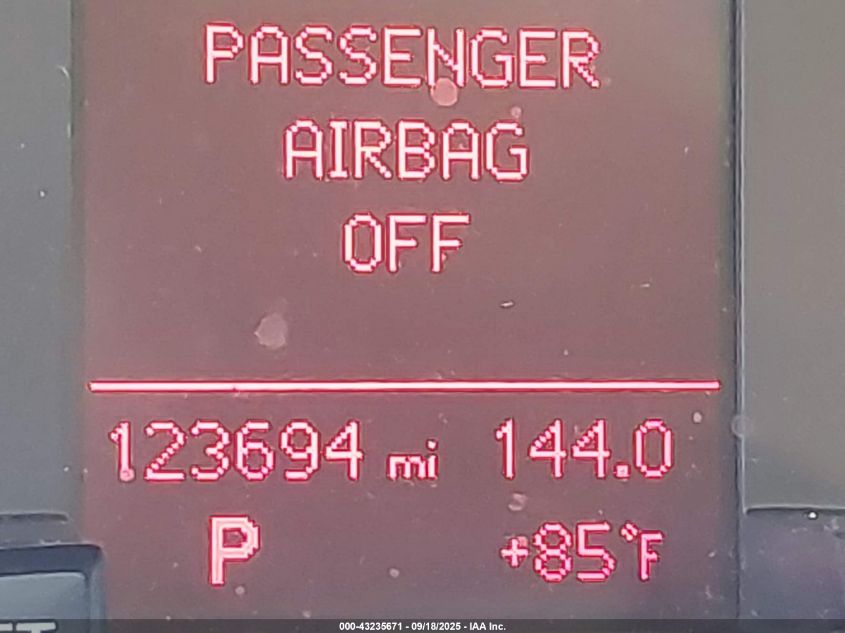 PASSENGER
AIRBAG
OFF
123694 mi 144.0
P +85°F
000-43235671 - 09/18/2025 - IAA Inc.